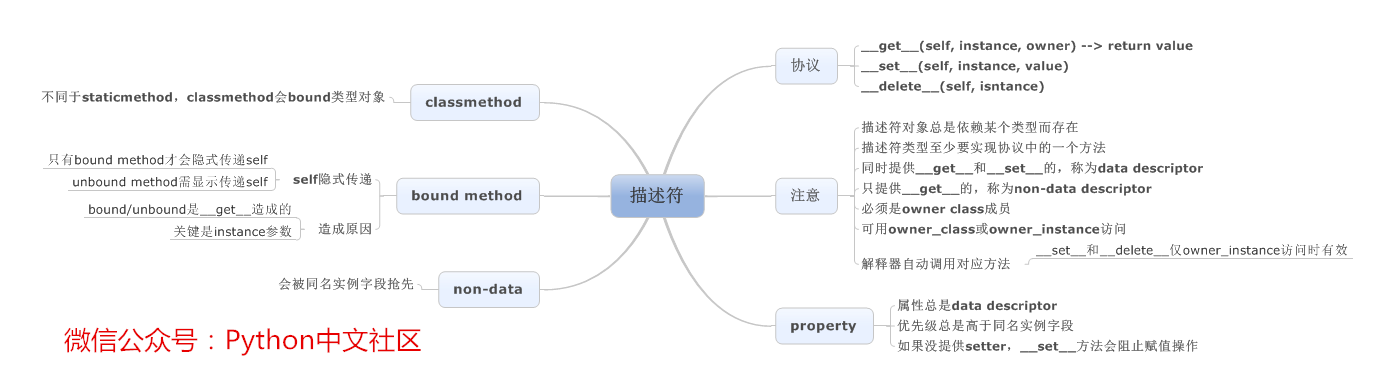 描述符
协议
__get__(self, instance, owner) --> return value
__set__(self, instance, value)
__delete__(self, isntance)
注意
描述符对象总是依赖某个类型而存在
描述符类型至少要实现协议中的一个方法
同时提供__get__和__set__的，称为data descriptor
只提供__get__的，称为non-data descriptor
必须是owner class成员
可用owner_class或owner_instance访问
解释器自动调用对应方法
__set__和__delete__仅owner_instance访问时有效
property
属性总是data descriptor
优先级总是高于同名实例字段
如果没提供setter，__set__方法会阻止赋值操作
classmethod
不同于staticmethod，classmethod会bound类型对象
bound method
self隐式传递
只有bound method才会隐式传递self
unbound method需显示传递self
造成原因
bound/unbound是__get__造成的
关键是instance参数
non-data
会被同名实例字段抢先
微信公众号：Python中文社区